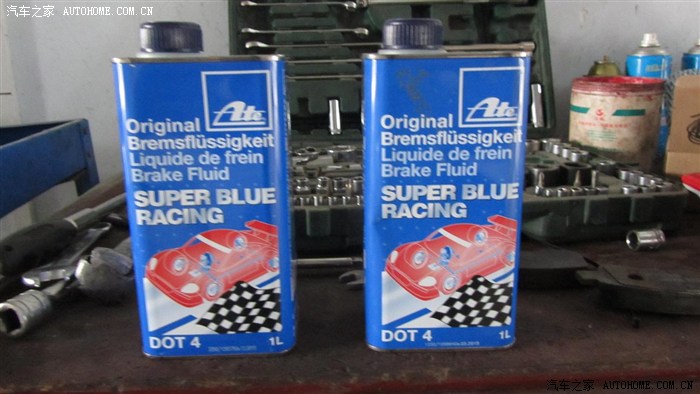 汽车之家 AUTOHOME.COM.CN
Ate
Original
Bremsflüssigkeit
Liquide de frein
Brake Fluid
SUPER BLUE
RACING
DOT 4
1L
Ate
Original
Bremsflüssigkeit
Liquide de frein
Brake Fluid
SUPER BLUE
RACING
DOT 4
1L
汽车之家 AUTOHOME.COM.CN